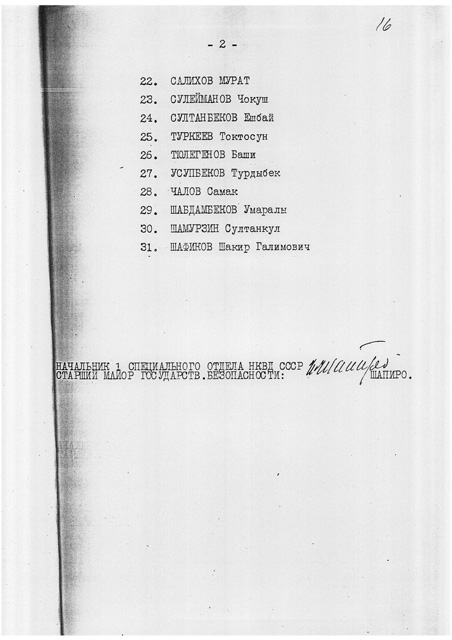 16
- 2 -
22. САЛИХОВ МУРАТ
23. СУЛЕЙМАНОВ Чокуш
24. СУЛТАНБЕКОВ Ешбай
25. ТУРКЕЕВ Токтосун
26. ТЮЛЕГЕНОВ Баши
27. УСУПБЕКОВ Турдыбек
28. ЧАЛОВ Самак
29. ШАБДАМБЕКОВ Умаралы
30. ШАМУРЗИН Султанкул
31. ШАФИКОВ Шакир Галимович
НАЧАЛЬНИК 1 СПЕЦИАЛЬНОГО ОТДЕЛА НКВД СССР
СТАРШИЙ МАЙОР ГОСУДАРСТВ.БЕЗОПАСНОСТИ: ШАПИРО.